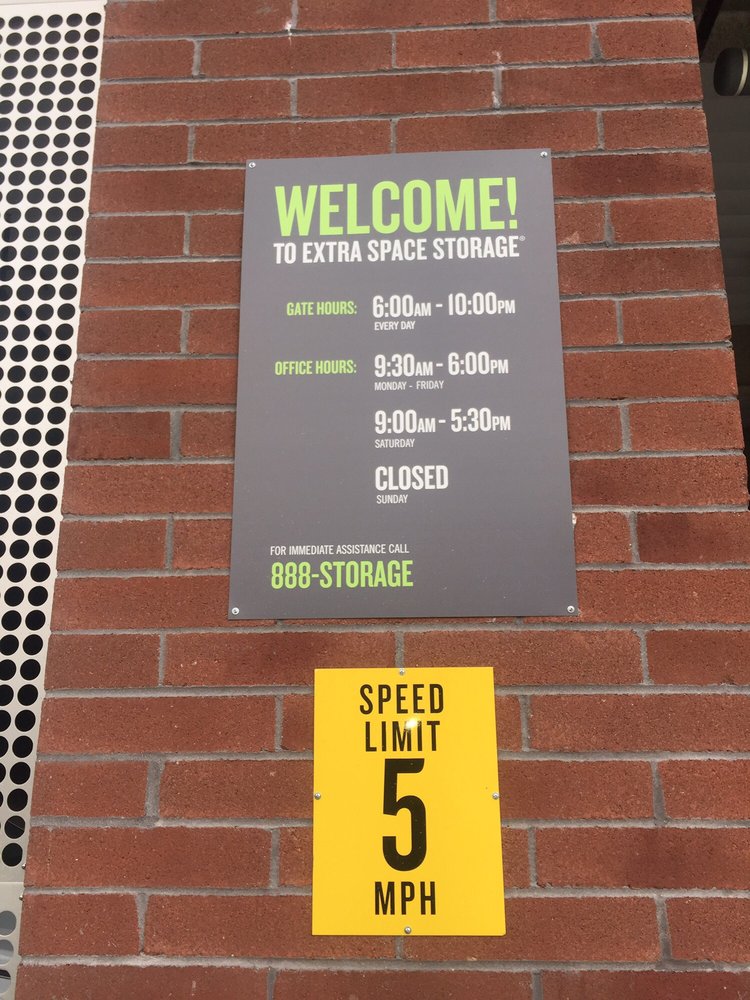 WELCOME!
TO EXTRA SPACE STORAGE®
GATE HOURS: 6:00AM - 10:00PM
EVERY DAY
OFFICE HOURS: 9:30AM - 6:00PM
MONDAY - FRIDAY
9:00AM - 5:30PM
SATURDAY
CLOSED
SUNDAY
FOR IMMEDIATE ASSISTANCE CALL
888-STORAGE
SPEED
LIMIT
5
MPH